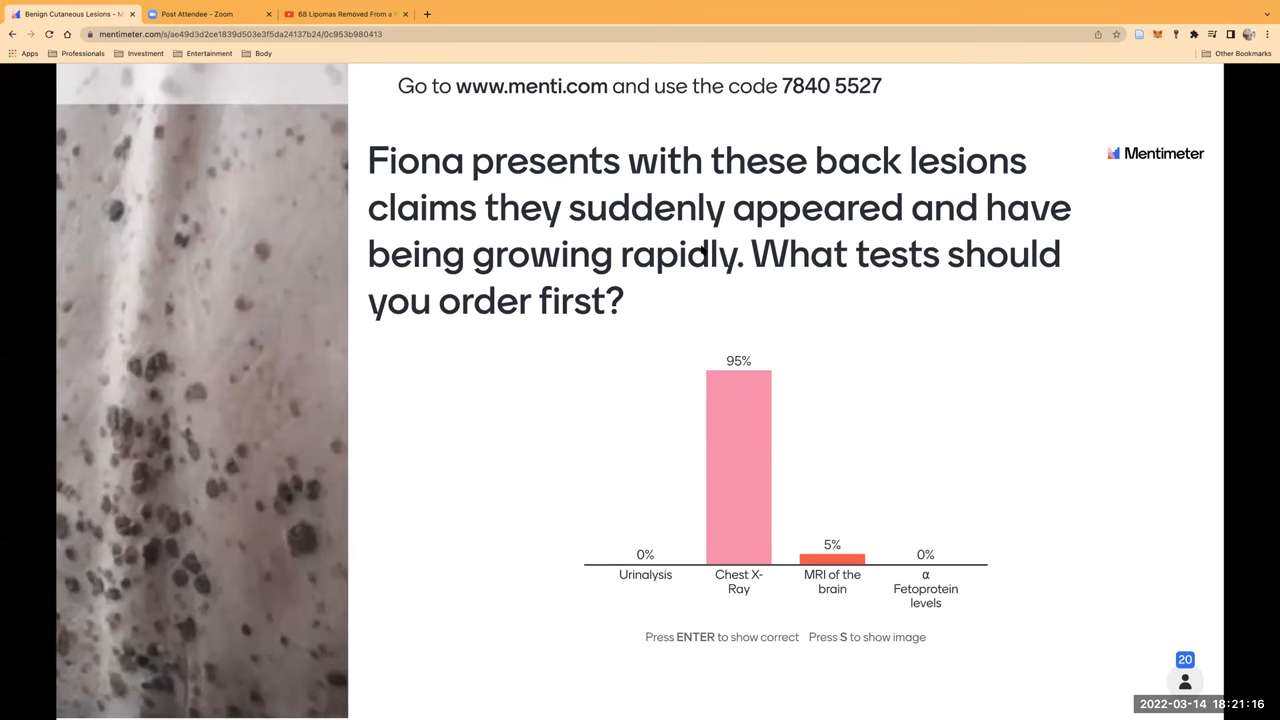 Benign Cutaneous Lesions - M
Post Attendee - Zoom
68 Lipomas Removed From a
mentimeter.com/s/ae49d3d2ce1839d503e3f5da24137b24/0c953b980413
Apps
Professionals
Investment
Entertainment
Body
Other Bookmarks
Go to www.menti.com and use the code 7840 5527
Mentimeter
Fiona presents with these back lesions
claims they suddenly appeared and have
being growing rapidly. What tests should
you order first?
95%
5%
0%
0%
Urinalysis
Chest X-
Ray
MRI of the
brain
α
Fetoprotein
levels
Press ENTER to show correct
Press S to show image
20
2022-03-14 18:21:16